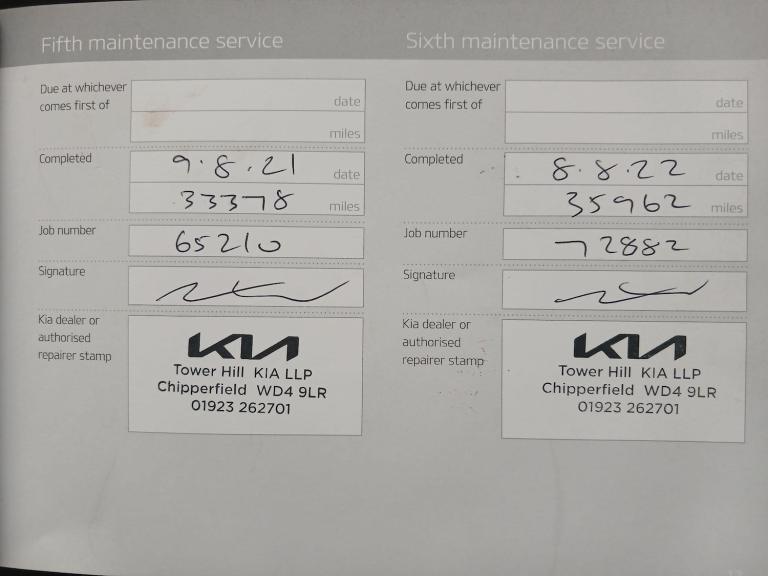 Fifth maintenance service
Due at whichever
comes first of
date
miles
Completed
9.8.21 date
33378 miles
Job number
65210
Signature
Kia dealer or
authorised
repairer stamp
KIA
Tower Hill KIA LLP
Chipperfield WD4 9LR
01923 262701
Sixth maintenance service
Due at whichever
comes first of
date
miles
Completed
8.8.22 date
35962 miles
Job number
72882
Signature
Kia dealer or
authorised
repairer stamp
KIA
Tower Hill KIA LLP
Chipperfield WD4 9LR
01923 262701